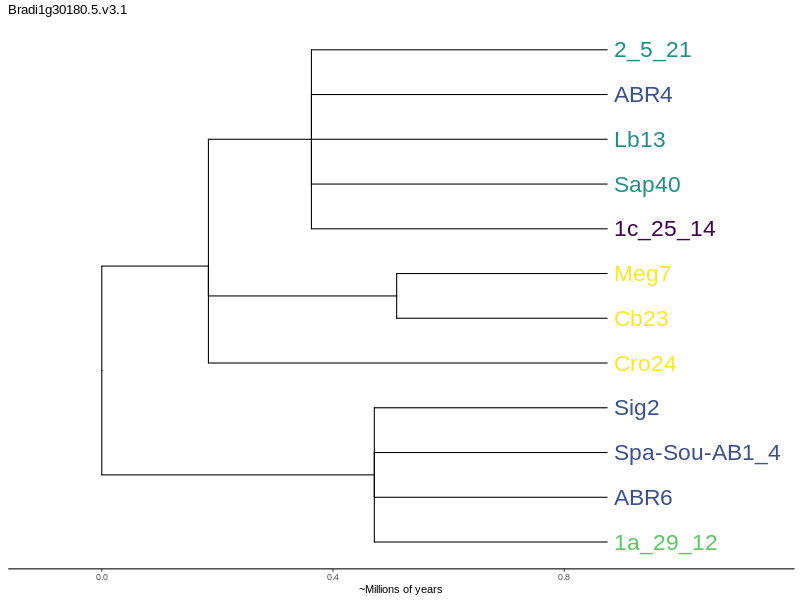 Bradi1g30180.5.v3.1
2_5_21
ABR4
Lb13
Sap40
1c_25_14
Meg7
Cb23
Cro24
Sig2
Spa-Sou-AB1_4
ABR6
1a_29_12
0.0 0.4 0.8
~Millions of years